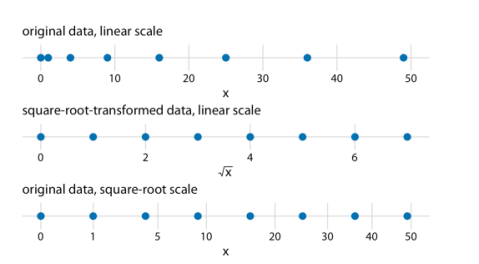 original data, linear scale
0 10 20 30 40 50
x
square-root-transformed data, linear scale
0 2 4 6
√x
original data, square-root scale
0 1 5 10 20 30 40 50
x